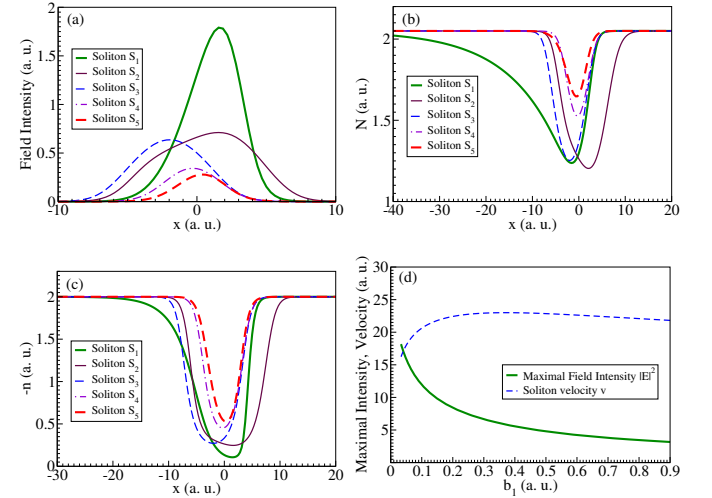 (a)
Field Intensity (a. u.)
2
1.5
1
0.5
0
-10
0
10
x (a. u.)
Soliton S1
Soliton S2
Soliton S3
Soliton S4
Soliton S5
(b)
N (a. u.)
2
1.6
1.2
1
-40
-30
-20
-10
0
10
20
x (a. u.)
Soliton S1
Soliton S2
Soliton S3
Soliton S4
Soliton S5
(c)
-n (a. u.)
2
1.5
1
0.5
0
-30
-20
-10
0
10
20
30
x (a. u.)
Soliton S1
Soliton S2
Soliton S3
Soliton S4
Soliton S5
(d)
Maximal Intensity, Velocity (a. u.)
30
25
20
15
10
5
0
0.1
0.2
0.3
0.4
0.5
0.6
0.7
0.8
0.9
b1 (a. u.)
Maximal Field Intensity |E|²
Soliton velocity v